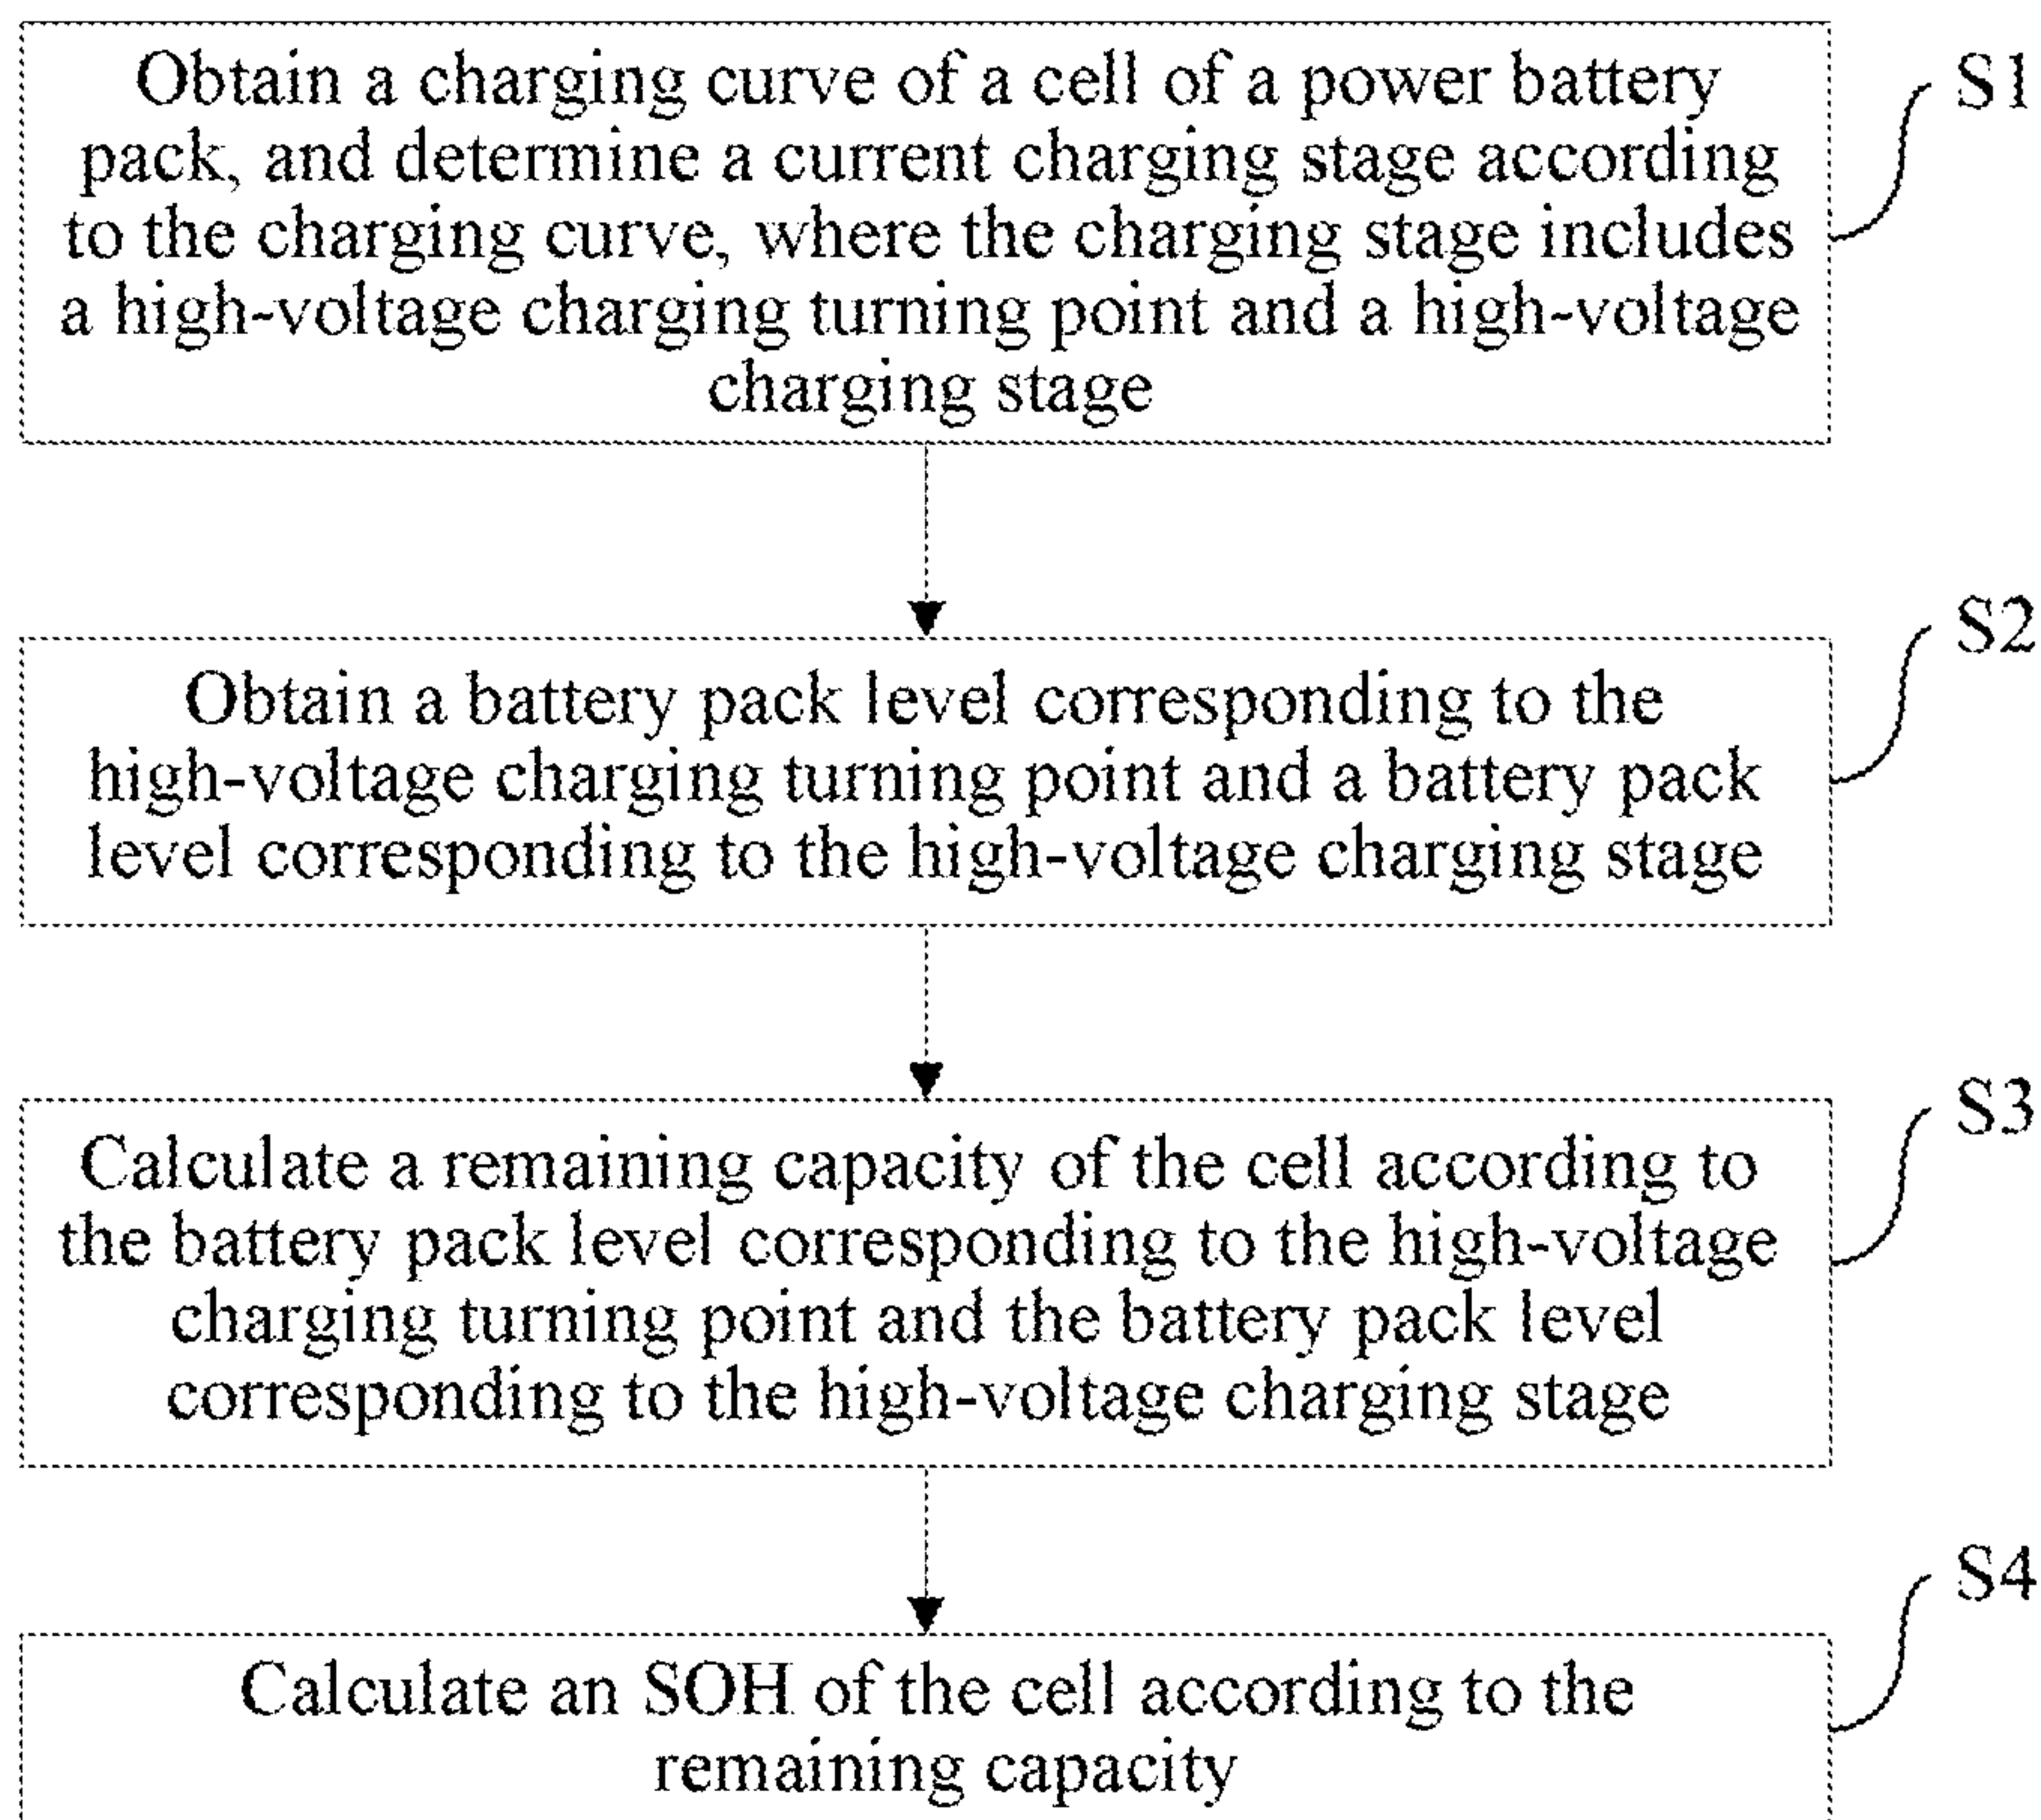 Obtain a charging curve of a cell of a power battery
pack, and determine a current charging stage according
to the charging curve, where the charging stage includes
a high-voltage charging turning point and a high-voltage
charging stage
S1
Obtain a battery pack level corresponding to the
high-voltage charging turning point and a battery pack
level corresponding to the high-voltage charging stage
S2
Calculate a remaining capacity of the cell according to
the battery pack level corresponding to the high-voltage
charging turning point and the battery pack level
corresponding to the high-voltage charging stage
S3
Calculate an SOH of the cell according to the
remaining capacity
S4